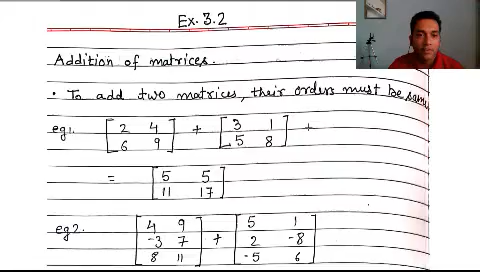 Ex. 3.2
Addition of matrices.
• To add two matrices, their orders must be same
eg1. [2 4] + [3 1] +
[6 9] [5 8]
= [5 5]
[11 17]
eg2. [4 9] + [5 1]
[-3 7] [2 -8]
[8 11] [-5 6]